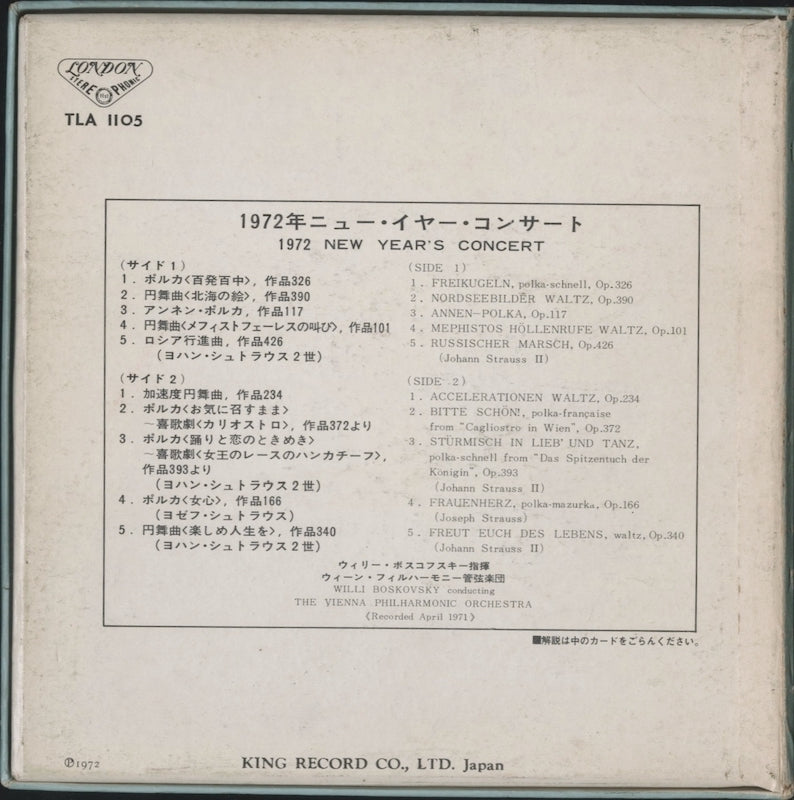 LONDON
STEREOPHONIC
TLA 1105
1972年ニュー・イヤー・コンサート
1972 NEW YEAR'S CONCERT
(サイド1)
1. ポルカ〈百発百中〉, 作品326
2. 円舞曲〈北海の絵〉, 作品390
3. アンネン・ポルカ, 作品117
4. 円舞曲〈メフィストフェーレスの叫び〉, 作品101
5. ロシア行進曲, 作品426
(ヨハン・シュトラウス2世)
(サイド2)
1. 加速度円舞曲, 作品234
2. ポルカ〈お気に召すまま〉
～喜歌劇〈カリオストロ〉, 作品372より
3. ポルカ〈踊りと恋のときめき〉
～喜歌劇〈女王のレースのハンカチーフ〉,
作品393より
(ヨハン・シュトラウス2世)
4. ポルカ〈女心〉, 作品166
(ヨゼフ・シュトラウス)
5. 円舞曲〈楽しめ人生を〉, 作品340
(ヨハン・シュトラウス2世)
(SIDE 1)
1. FREIKUGELN, polka-schnell, Op.326
2. NORDSEEBILDER WALTZ, Op.390
3. ANNEN-POLKA, Op.117
4. MEPHISTOS HÖLLENRUFE WALTZ, Op.101
5. RUSSISCHER MARSCH, Op.426
(Johann Strauss II)
(SIDE 2)
1. ACCELERATIONEN WALTZ, Op.234
2. BITTE SCHÖN!, polka-française
from "Cagliostro in Wien", Op.372
3. STÜRMISCH IN LIEB' UND TANZ,
polka-schnell from "Das Spitzentuch der
Königin", Op.393
(Johann Strauss II)
4. FRAUENHERZ, polka-mazurka, Op.166
(Joseph Strauss)
5. FREUT EUCH DES LEBENS, waltz, Op.340
(Johann Strauss II)
ウィリー・ボスコフスキー指揮
ウィーン・フィルハーモニー管弦楽団
WILLI BOSKOVSKY conducting
THE VIENNA PHILHARMONIC ORCHESTRA
《Recorded April 1971》
■解説は中のカードをごらんください。
Ⓟ1972
KING RECORD CO., LTD. Japan